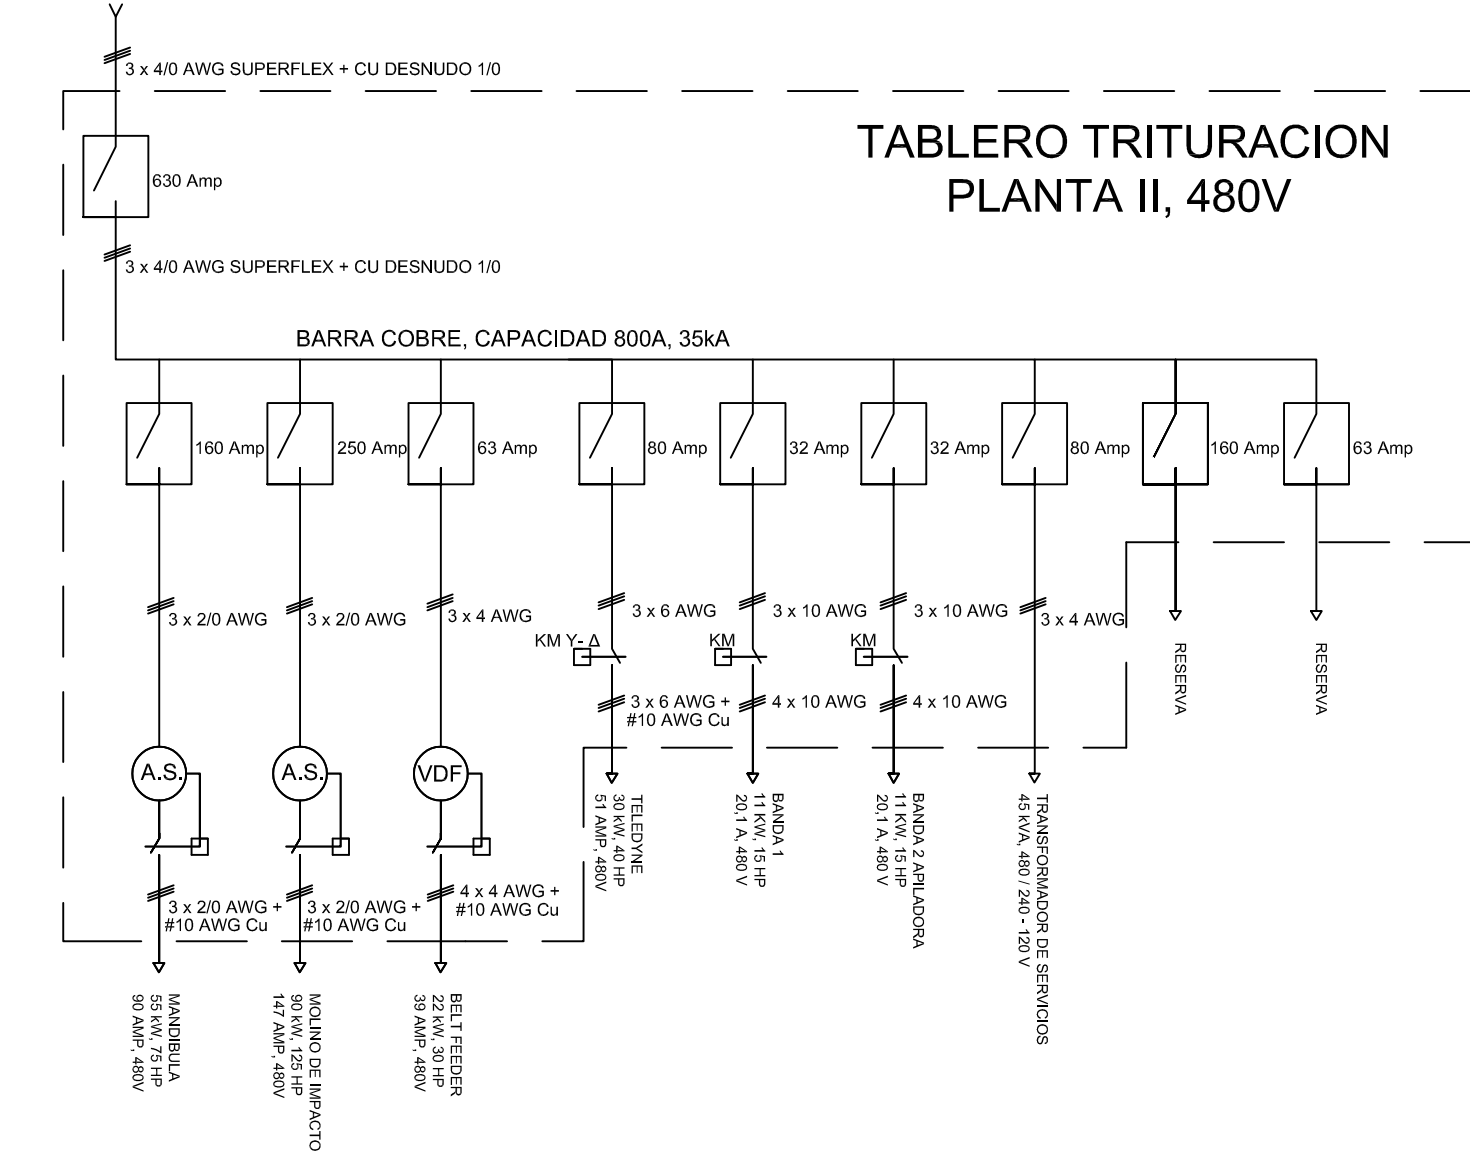 3 x 4/0 AWG SUPERFLEX + CU DESNUDO 1/0
TABLERO TRITURACION
PLANTA II, 480V
630 Amp
3 x 4/0 AWG SUPERFLEX + CU DESNUDO 1/0
BARRA COBRE, CAPACIDAD 800A, 35kA
160 Amp
250 Amp
63 Amp
80 Amp
32 Amp
32 Amp
80 Amp
160 Amp
63 Amp
3 x 2/0 AWG
3 x 2/0 AWG
3 x 4 AWG
3 x 6 AWG
3 x 10 AWG
3 x 10 AWG
3 x 4 AWG
KM Y- Δ
KM
KM
3 x 6 AWG +
#10 AWG Cu
4 x 10 AWG
4 x 10 AWG
RESERVA
RESERVA
A.S.
A.S.
VDF
TELEDYNE
30 kW, 40 HP
51 AMP, 480V
BANDA 1
11 KW, 15 HP
20,1 A, 480 V
BANDA 2 APILADORA
11 KW, 15 HP
20,1 A, 480 V
TRANSFORMADOR DE SERVICIOS
45 kVA, 480 / 240 - 120 V
3 x 2/0 AWG +
#10 AWG Cu
3 x 2/0 AWG +
#10 AWG Cu
4 x 4 AWG +
#10 AWG Cu
MANDIBULA
55 kW, 75 HP
90 AMP, 480V
MOLINO DE IMPACTO
90 kW, 125 HP
147 AMP, 480V
BELT FEEDER
22 kW, 30 HP
39 AMP, 480V